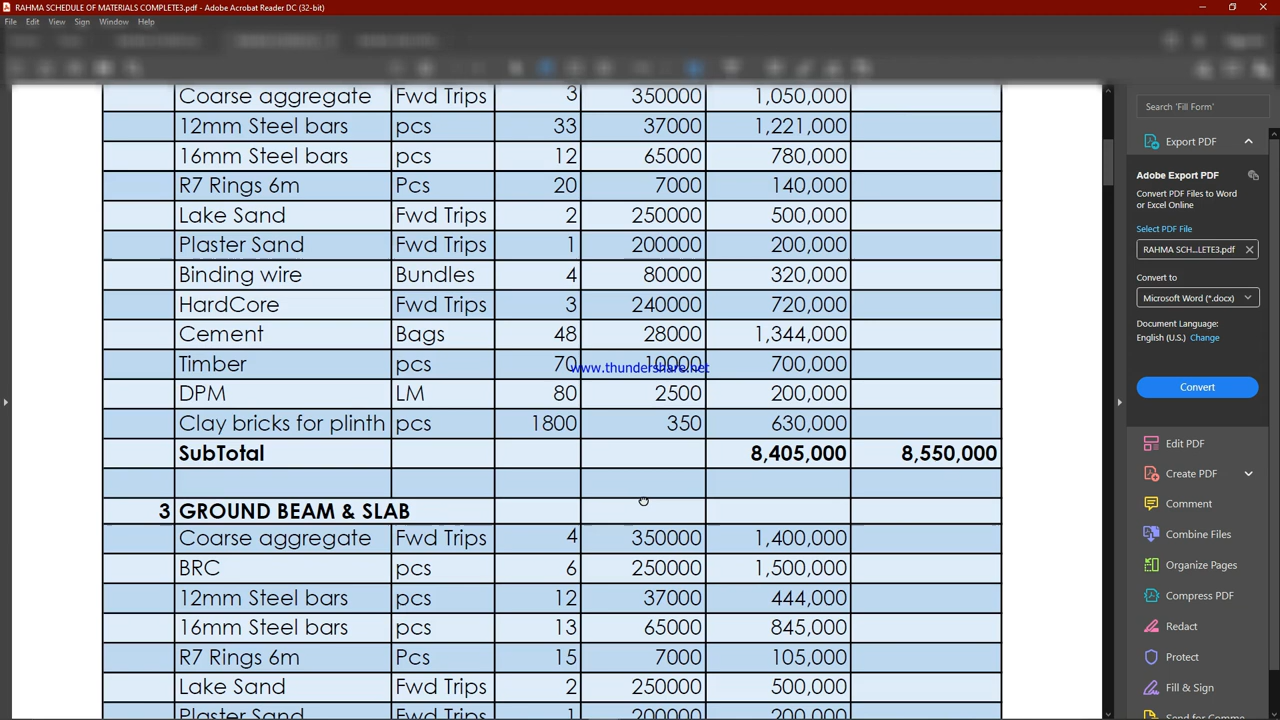 RAHMA SCHEDULE OF MATERIALS COMPLETE3.pdf - Adobe Acrobat Reader DC (32-bit)
File Edit View Sign Window Help
Coarse aggregate Fwd Trips 3 350000 1,050,000
12mm Steel bars pcs 33 37000 1,221,000
16mm Steel bars pcs 12 65000 780,000
R7 Rings 6m Pcs 20 7000 140,000
Lake Sand Fwd Trips 2 250000 500,000
Plaster Sand Fwd Trips 1 200000 200,000
Binding wire Bundles 4 80000 320,000
HardCore Fwd Trips 3 240000 720,000
Cement Bags 48 28000 1,344,000
Timber pcs 70 10000 700,000
www.thundershare.net
DPM LM 80 2500 200,000
Clay bricks for plinth pcs 1800 350 630,000
SubTotal 8,405,000 8,550,000
3 GROUND BEAM & SLAB
Coarse aggregate Fwd Trips 4 350000 1,400,000
BRC pcs 6 250000 1,500,000
12mm Steel bars pcs 12 37000 444,000
16mm Steel bars pcs 13 65000 845,000
R7 Rings 6m Pcs 15 7000 105,000
Lake Sand Fwd Trips 2 250000 500,000
Plaster Sand Fwd Trips 1 200000 200,000
Search 'Fill Form'
Export PDF
Adobe Export PDF
Convert PDF Files to Word
or Excel Online
Select PDF File
RAHMA SCH...LETE3.pdf
Convert to
Microsoft Word (*.docx)
Document Language:
English (U.S.) Change
Convert
Edit PDF
Create PDF
Comment
Combine Files
Organize Pages
Compress PDF
Redact
Protect
Fill & Sign
Send for Comme